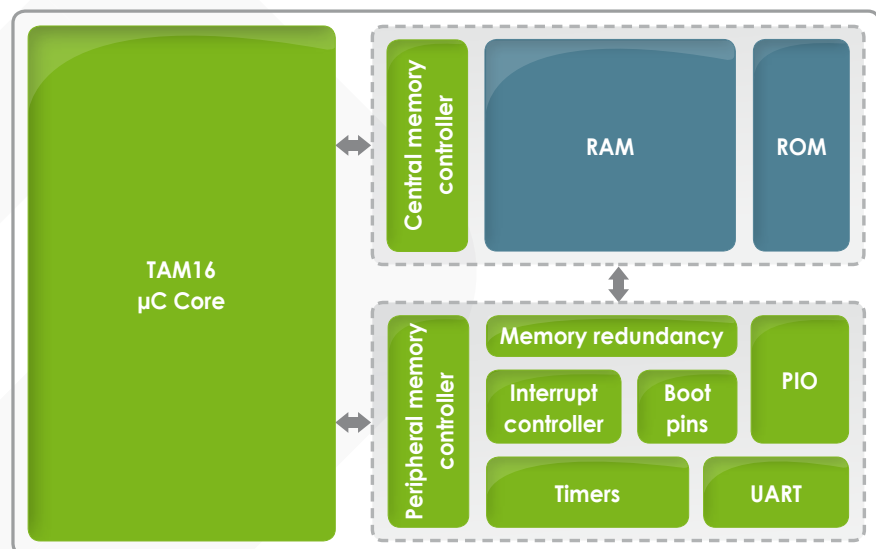 TAM16
µC Core
Central memory
controller
RAM
ROM
Peripheral memory
controller
Memory redundancy
Interrupt
controller
Boot
pins
PIO
Timers
UART